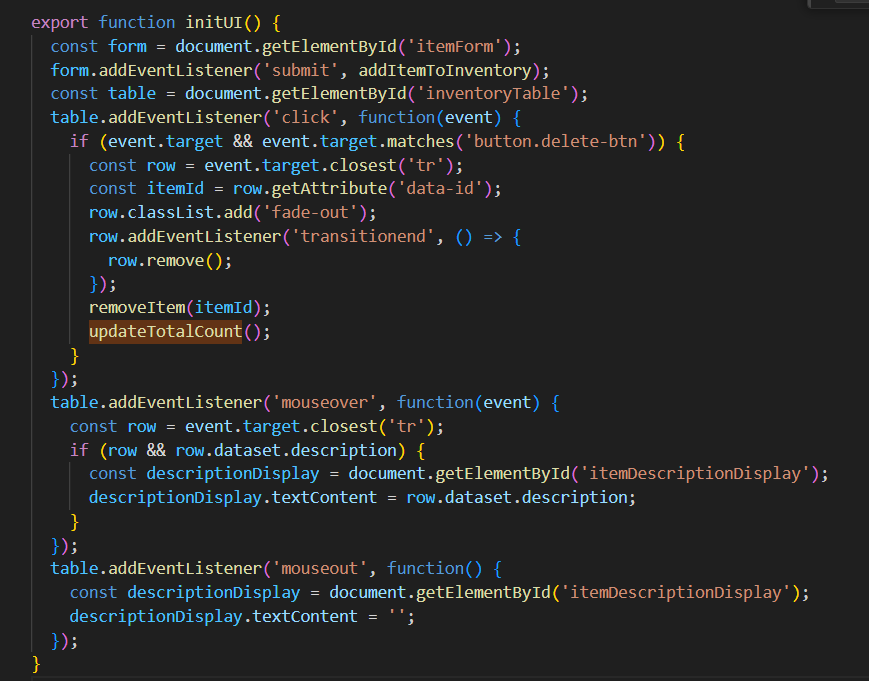 export function initUI() {
  const form = document.getElementById('itemForm');
  form.addEventListener('submit', addItemToInventory);
  const table = document.getElementById('inventoryTable');
  table.addEventListener('click', function(event) {
    if (event.target && event.target.matches('button.delete-btn')) {
      const row = event.target.closest('tr');
      const itemId = row.getAttribute('data-id');
      row.classList.add('fade-out');
      row.addEventListener('transitionend', () => {
        row.remove();
      });
      removeItem(itemId);
      updateTotalCount();
    }
  });
  table.addEventListener('mouseover', function(event) {
    const row = event.target.closest('tr');
    if (row && row.dataset.description) {
      const descriptionDisplay = document.getElementById('itemDescriptionDisplay');
      descriptionDisplay.textContent = row.dataset.description;
    }
  });
  table.addEventListener('mouseout', function() {
    const descriptionDisplay = document.getElementById('itemDescriptionDisplay');
    descriptionDisplay.textContent = '';
  });
}